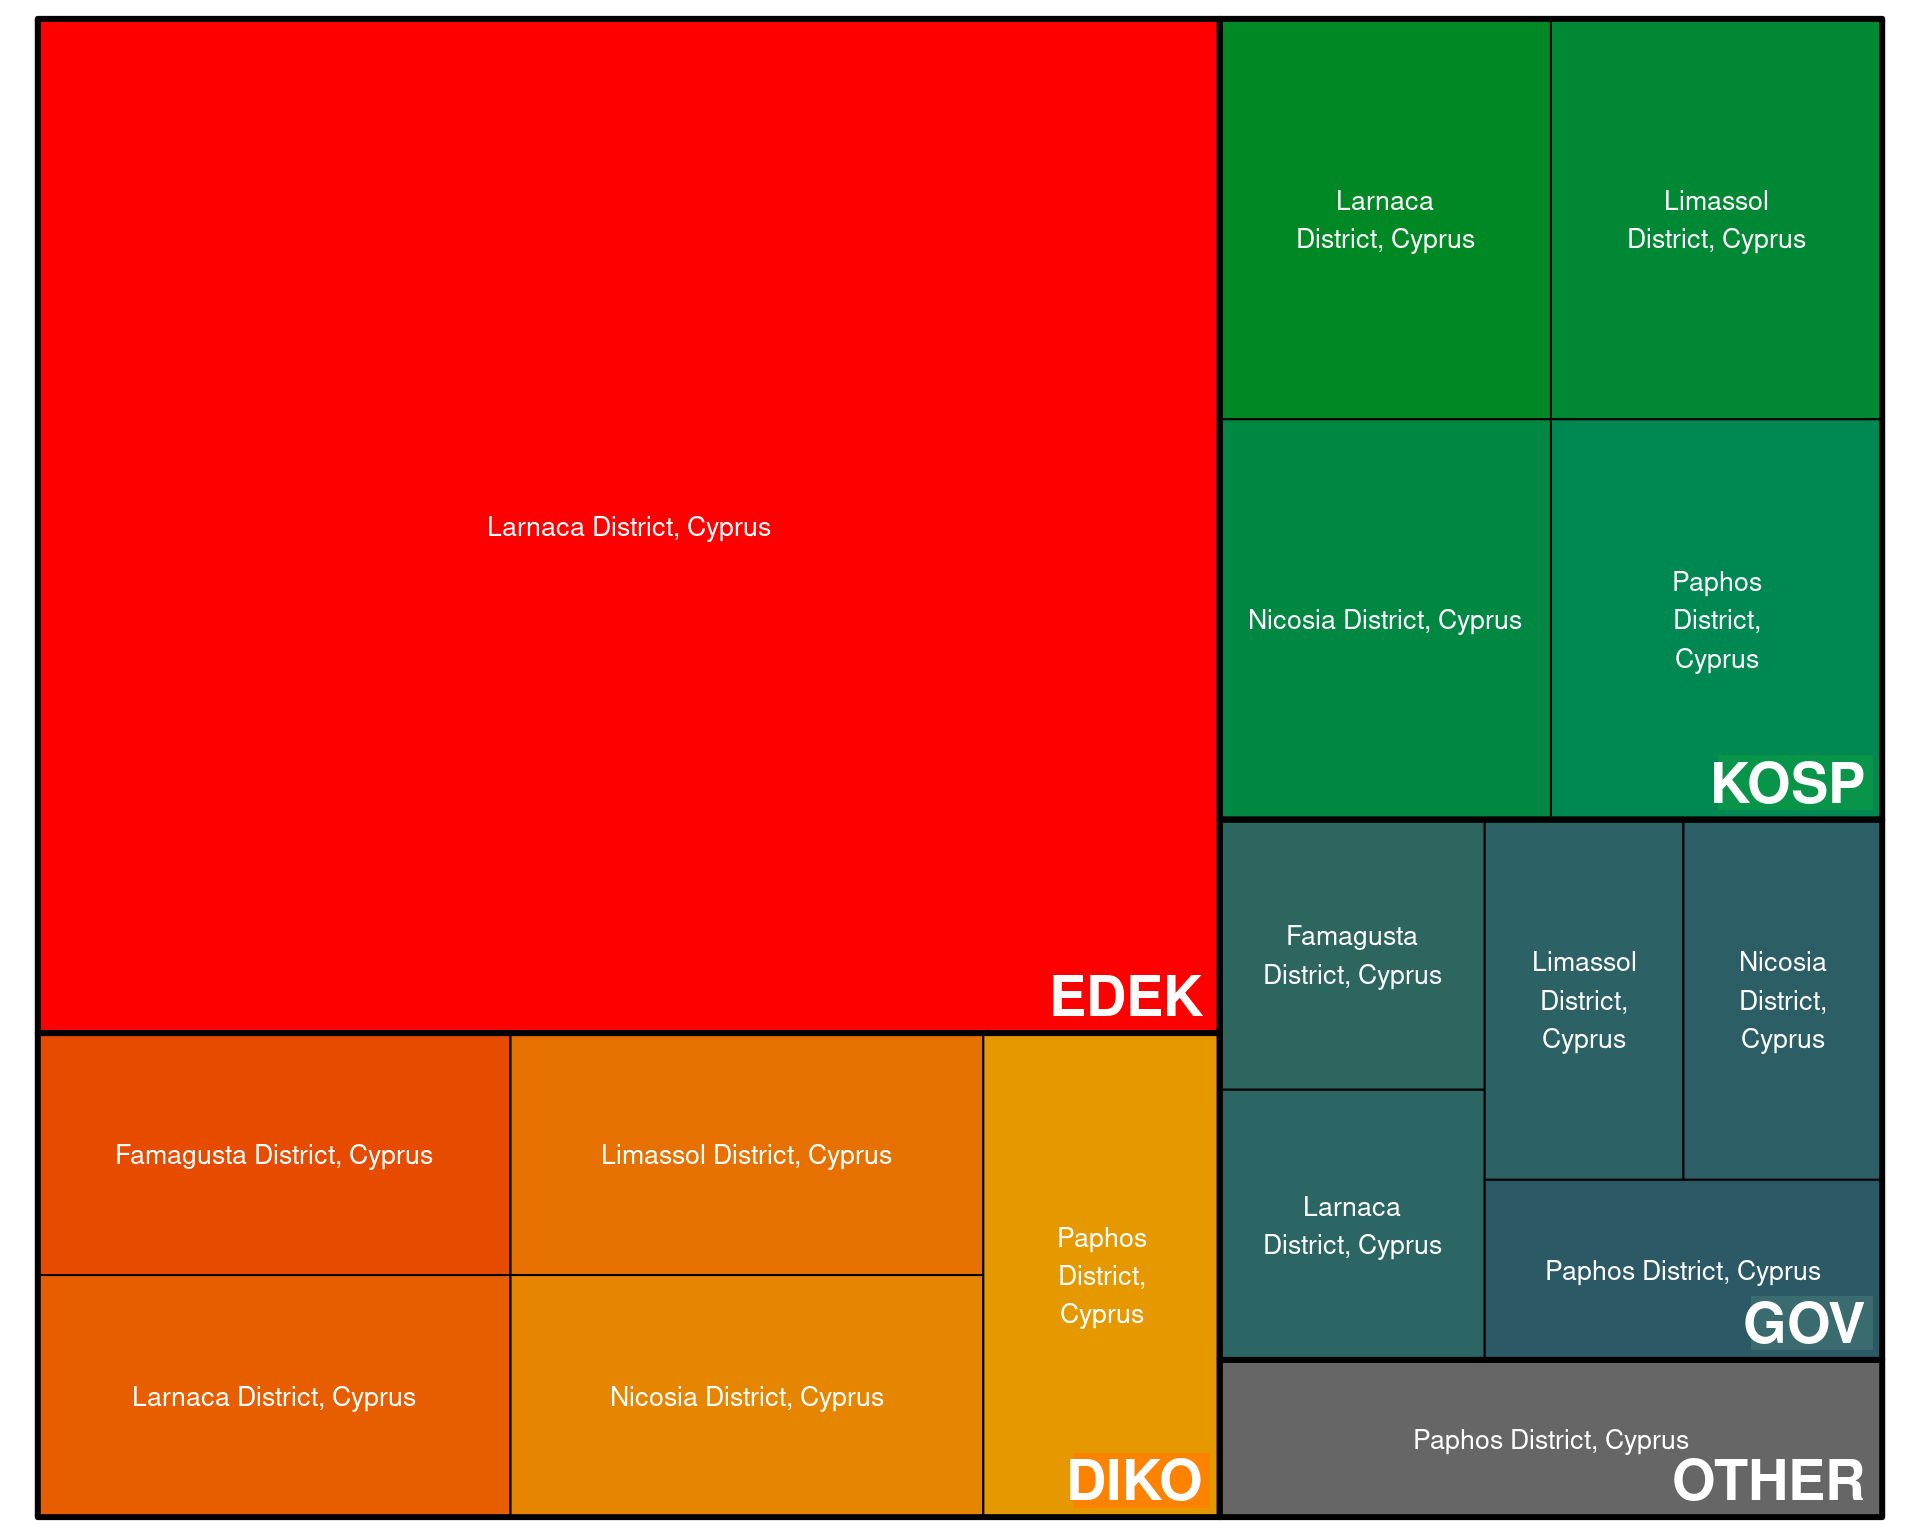 Larnaca District, Cyprus
EDEK
Famagusta District, Cyprus
Larnaca District, Cyprus
Limassol District, Cyprus
Nicosia District, Cyprus
Paphos
District,
Cyprus
DIKO
Larnaca
District, Cyprus
Limassol
District, Cyprus
Nicosia District, Cyprus
Paphos
District,
Cyprus
KOSP
Famagusta
District, Cyprus
Larnaca
District, Cyprus
Limassol
District,
Cyprus
Nicosia
District,
Cyprus
Paphos District, Cyprus
GOV
Paphos District, Cyprus
OTHER